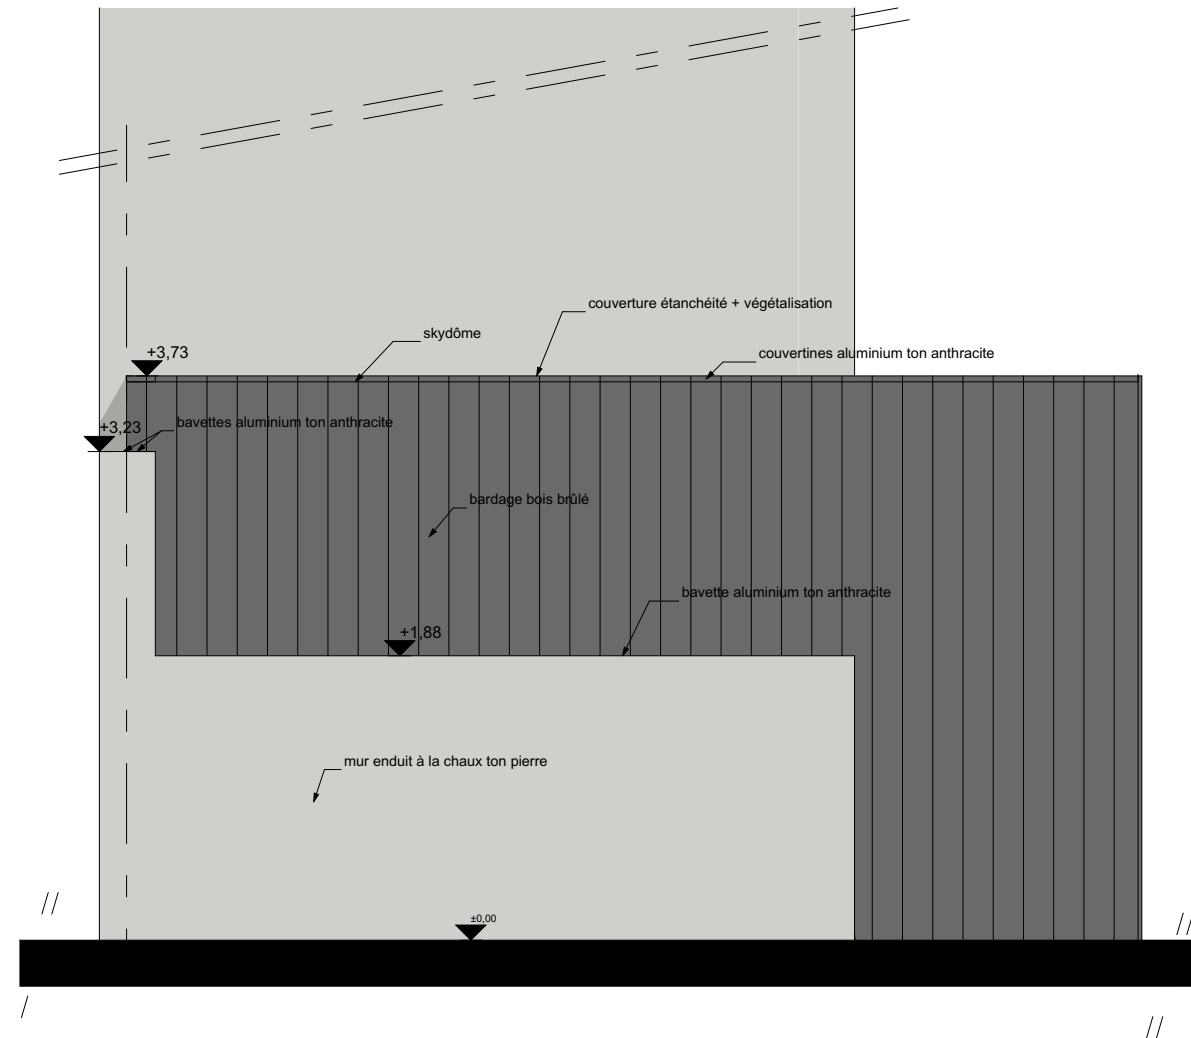 couverture étanchéité + végétalisation
skydôme
couvertines aluminium ton anthracite
+3,73
+3,23
bavettes aluminium ton anthracite
bardage bois brûlé
bavette aluminium ton anthracite
+1,88
mur enduit à la chaux ton pierre
±0,00